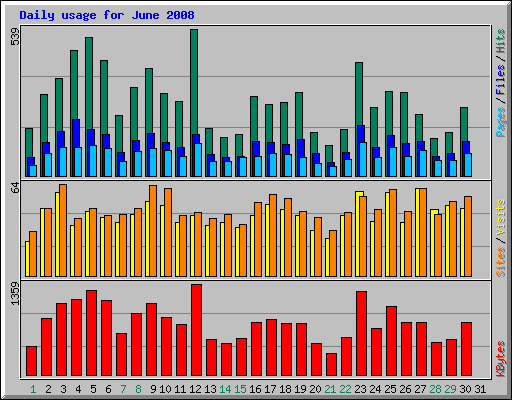 Daily usage for June 2008
539
Pages/Files/Hits
64
Sites/Visits
1359
KBytes
1 2 3 4 5 6 7 8 9 10 11 12 13 14 15 16 17 18 19 20 21 22 23 24 25 26 27 28 29 30 31